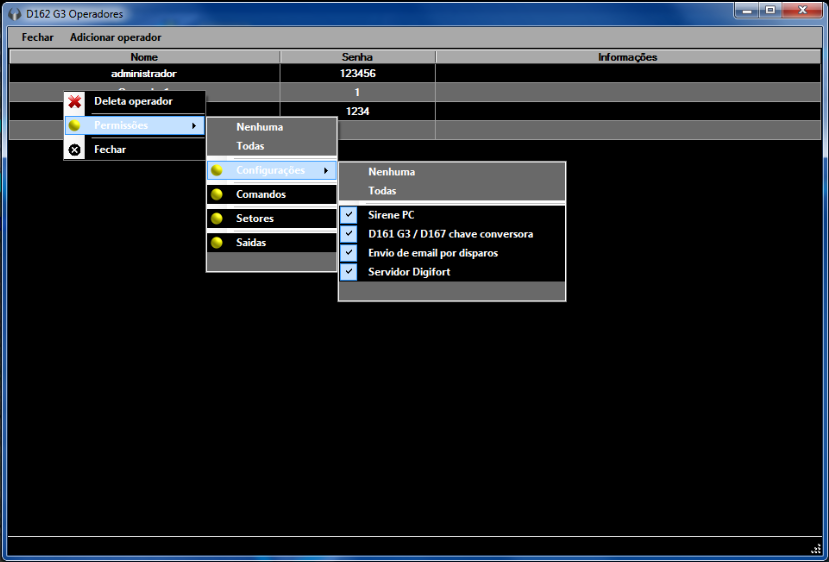 D162 G3 Operadores
Fechar Adicionar operador
Nome Senha Informações
administrador 123456
1
1234
Deleta operador
Permissões
Fechar
Nenhuma
Todas
Configurações
Comandos
Setores
Saidas
Nenhuma
Todas
Sirene PC
D161 G3 / D167 chave conversora
Envio de email por disparos
Servidor Digifort